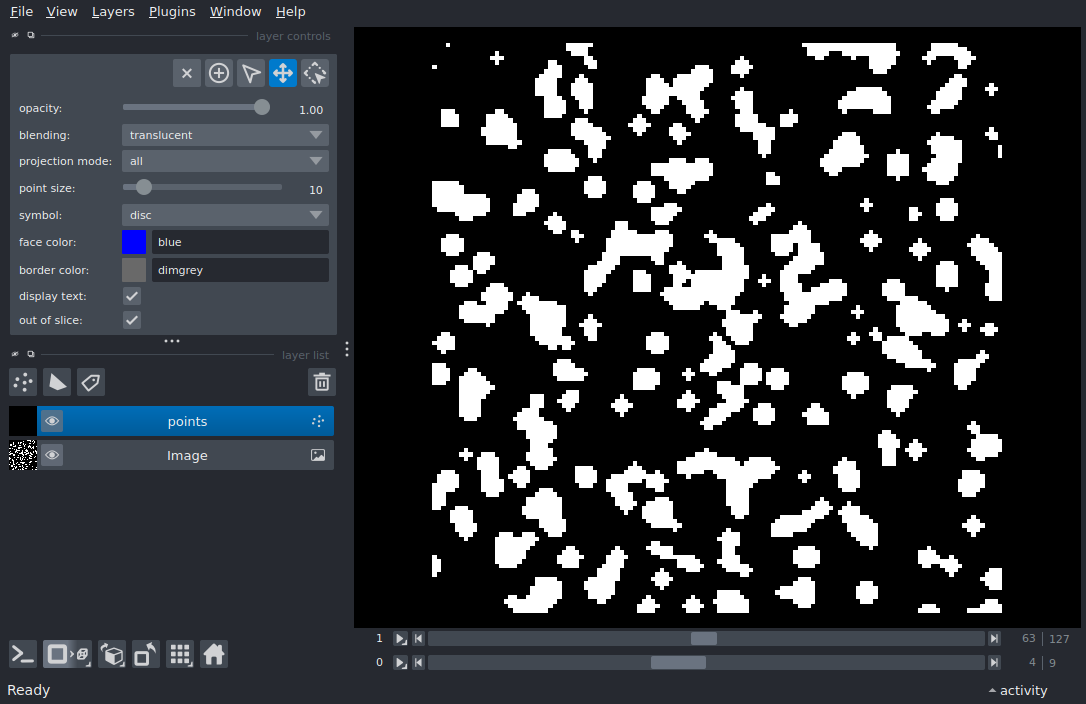 File View Layers Plugins Window Help
layer controls
opacity: 1.00
blending: translucent
projection mode: all
point size: 10
symbol: disc
face color: blue
border color: dimgrey
display text:
out of slice:
layer list
points
Image
1 63 127
0 4 9
Ready activity